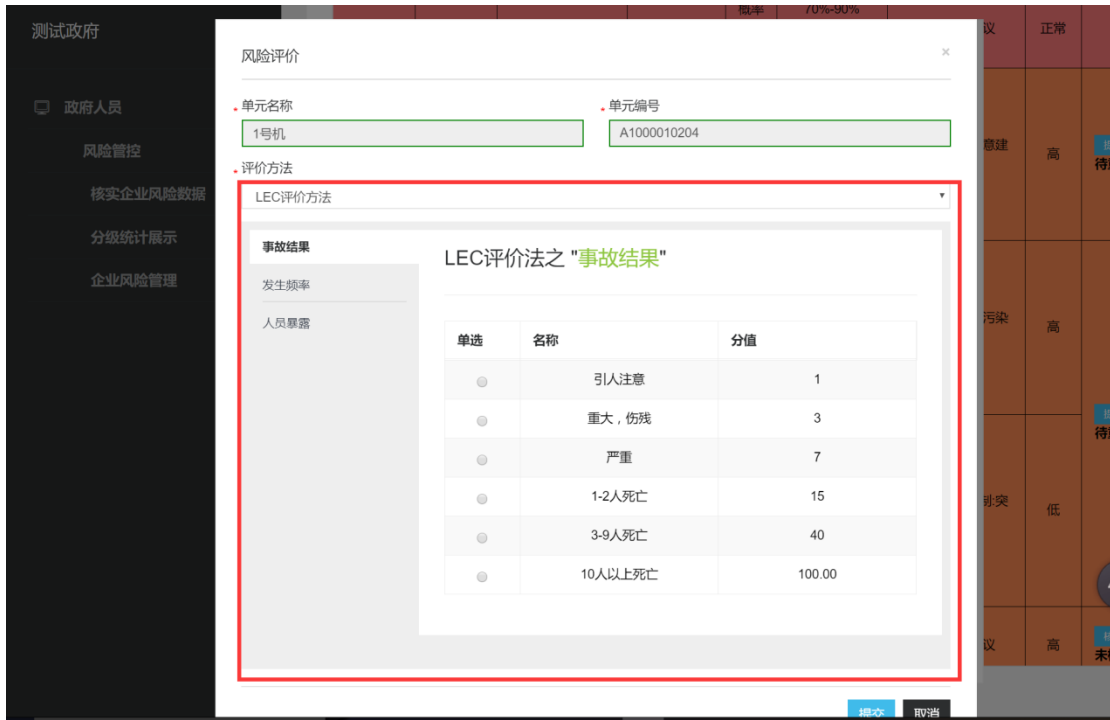 测试政府
政府人员
风险管控
核实企业风险数据
分级统计展示
企业风险管理
概率 70%-90%
议 正常
风险评价 ×
单元名称 单元编号
1号机 A1000010204
评价方法
LEC评价方法
事故结果
发生频率
人员暴露
LEC评价法之 "事故结果"
单选 名称 分值
引人注意 1
重大，伤残 3
严重 7
1-2人死亡 15
3-9人死亡 40
10人以上死亡 100.00
提交 取消
意建 高
待
污染 高
待
突 低
议 高
未